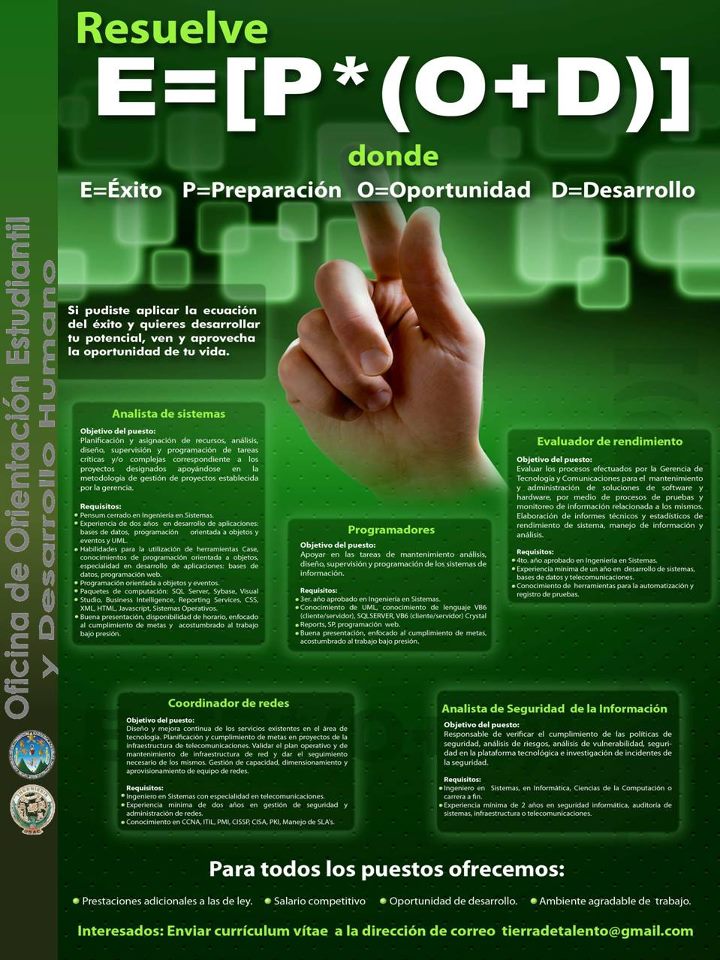 Resuelve
E=[P*(O+D)]
donde
E=Éxito P=Preparación O=Oportunidad D=Desarrollo
Oficina de Orientación Estudiantil
y Desarrollo Humano
Si pudiste aplicar la ecuación
del éxito y quieres desarrollar
tu potencial, ven y aprovecha
la oportunidad de tu vida.
Analista de sistemas
Objetivo del puesto:
Planificación y asignación de recursos, análisis,
diseño, supervisión y programación de tareas
críticas y/o complejas correspondiente a los
proyectos designados apoyándose en la
metodología de gestión de proyectos establecida
por la gerencia.
Requisitos:
Pensum cerrado en Ingeniería en Sistemas.
Experiencia de dos años en desarrollo de aplicaciones:
bases de datos, programación orientada a objetos y
eventos y UML.
Habilidades para la utilización de herramientas Case,
conocimientos de programación orientada a objetos,
especialidad en desarrollo de aplicaciones: bases de
datos, programación web.
Programación orientada a objetos y eventos.
Paquetes de computación: SQL Server, Sybase, Visual
Studio, Business Intelligence, Reporting Services, CSS,
XML, HTML, Javascript, Sistemas Operativos.
Buena presentación, disponibilidad de horario, enfocado
al cumplimiento de metas y acostumbrado al trabajo
bajo presión.
Programadores
Objetivo del puesto:
Apoyar en las tareas de mantenimiento análisis,
diseño, supervisión y programación de los sistemas de
información.
Requisitos:
3er. año aprobado en Ingeniería en Sistemas.
Conocimiento de UML, conocimiento de lenguaje VB6
(cliente/servidor), SQLSERVER, VB6 (cliente/servidor) Crystal
Reports, SP, programación web.
Buena presentación, enfocado al cumplimiento de metas,
acostumbrado al trabajo bajo presión.
Evaluador de rendimiento
Objetivo del puesto:
Evaluar los procesos efectuados por la Gerencia de
Tecnología y Comunicaciones para el mantenimiento
y administración de soluciones de software y
hardware, por medio de procesos de pruebas y
monitoreo de información relacionada a los mismos.
Elaboración de informes técnicos y estadísticos de
rendimiento de sistema, manejo de información y
análisis.
Requisitos:
4to. año aprobado en Ingeniería en Sistemas.
Experiencia mínima de un año en desarrollo de sistemas,
bases de datos y telecomunicaciones.
Conocimiento de herramientas para la automatización y
registro de pruebas.
Coordinador de redes
Objetivo del puesto:
Diseño y mejora continua de los servicios existentes en el área de
tecnología. Planificación y cumplimiento de metas en proyectos de la
infraestructura de telecomunicaciones. Validar el plan operativo y de
mantenimiento de infraestructura de red y dar el seguimiento
necesario de los mismos. Gestión de capacidad, dimensionamiento y
aprovisionamiento de equipo de redes.
Requisitos:
Ingeniero en Sistemas con especialidad en telecomunicaciones.
Experiencia mínima de dos años en gestión de seguridad y
administración de redes.
Conocimiento en CCNA, ITIL, PMI, CISSP, CISA, PKI, Manejo de SLA's.
Analista de Seguridad de la Información
Objetivo del puesto:
Responsable de verificar el cumplimiento de las políticas de
seguridad, análisis de riesgos, análisis de vulnerabilidad, seguri-
dad en la plataforma tecnológica e investigación de incidentes de
la seguridad.
Requisitos:
Ingeniero en Sistemas, en Informática, Ciencias de la Computación o
carrera a fin.
Experiencia mínima de 2 años en seguridad informática, auditoría de
sistemas, infraestructura o telecomunicaciones.
Para todos los puestos ofrecemos:
Prestaciones adicionales a las de ley. Salario competitivo Oportunidad de desarrollo. Ambiente agradable de trabajo.
Interesados: Enviar currículum vítae a la dirección de correo tierradetalento@gmail.com